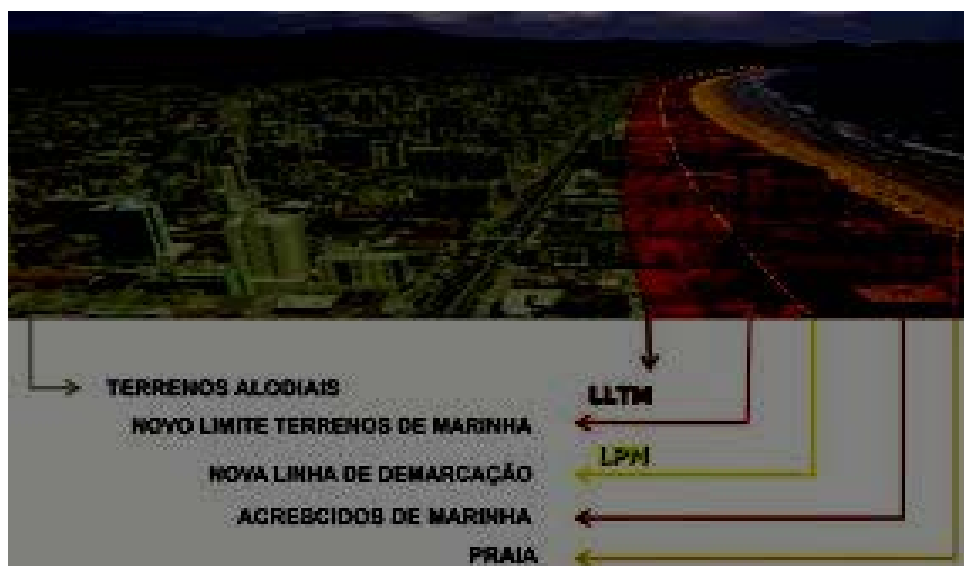 TERRENOS ALODIAIS
LLTM
NOVO LIMITE TERRENOS DE MARINHA
LPM
NOVA LINHA DE DEMARCAÇÃO
ACRESCIDOS DE MARINHA
PRAIA